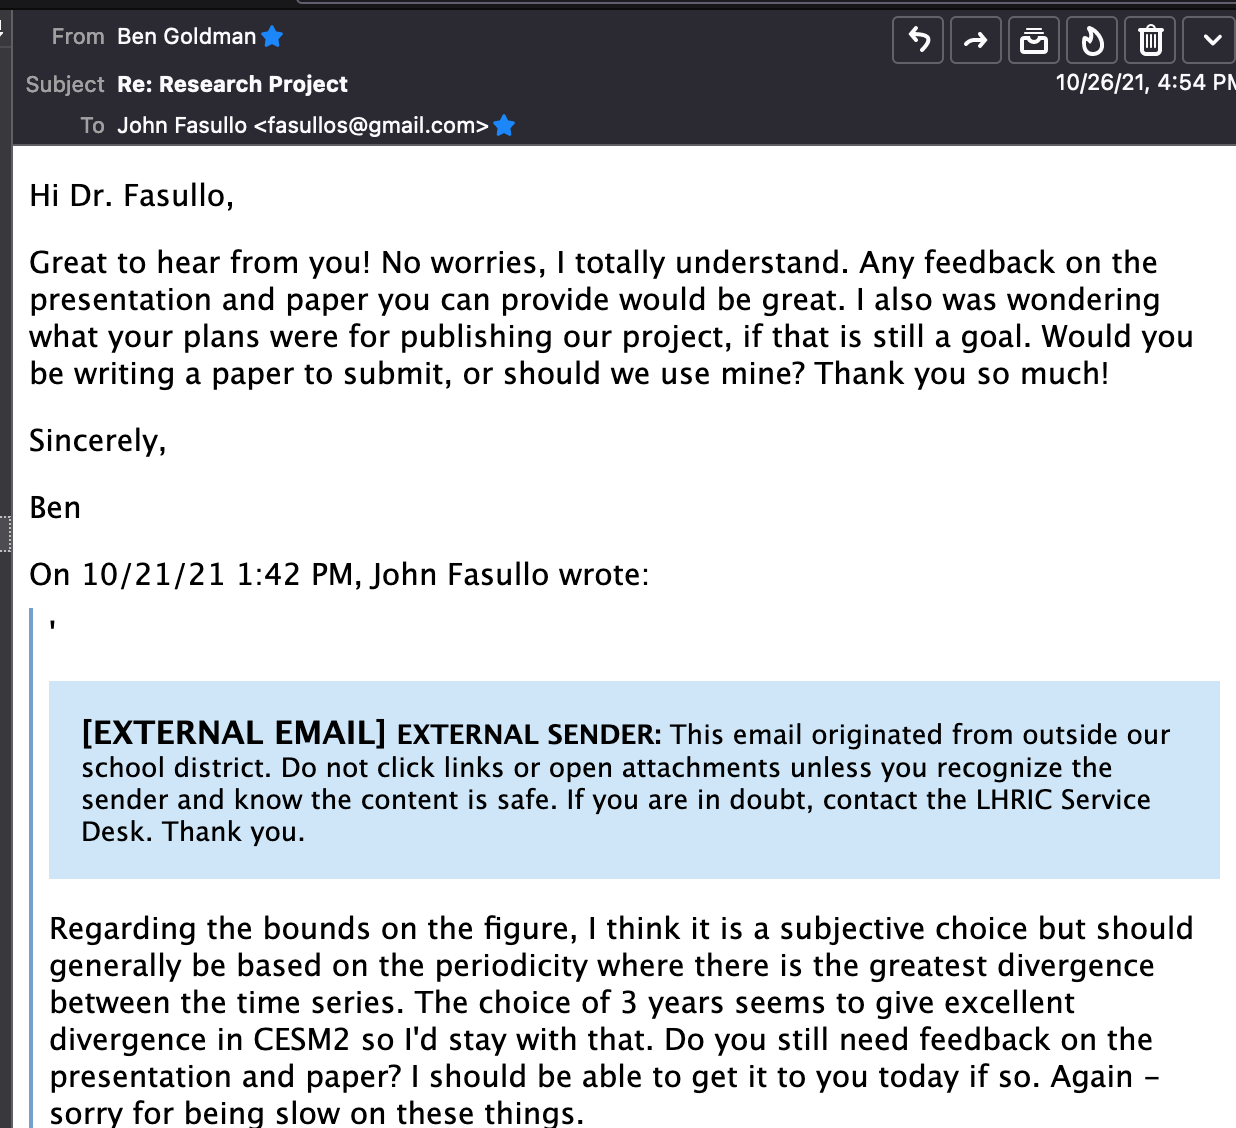 From Ben Goldman
Subject Re: Research Project
10/26/21, 4:54 PM
To John Fasullo <fasullos@gmail.com>
Hi Dr. Fasullo,
Great to hear from you! No worries, I totally understand. Any feedback on the
presentation and paper you can provide would be great. I also was wondering
what your plans were for publishing our project, if that is still a goal. Would you
be writing a paper to submit, or should we use mine? Thank you so much!
Sincerely,
Ben
On 10/21/21 1:42 PM, John Fasullo wrote:
'
[EXTERNAL EMAIL] EXTERNAL SENDER: This email originated from outside our
school district. Do not click links or open attachments unless you recognize the
sender and know the content is safe. If you are in doubt, contact the LHRIC Service
Desk. Thank you.
Regarding the bounds on the figure, I think it is a subjective choice but should
generally be based on the periodicity where there is the greatest divergence
between the time series. The choice of 3 years seems to give excellent
divergence in CESM2 so I'd stay with that. Do you still need feedback on the
presentation and paper? I should be able to get it to you today if so. Again –
sorry for being slow on these things.